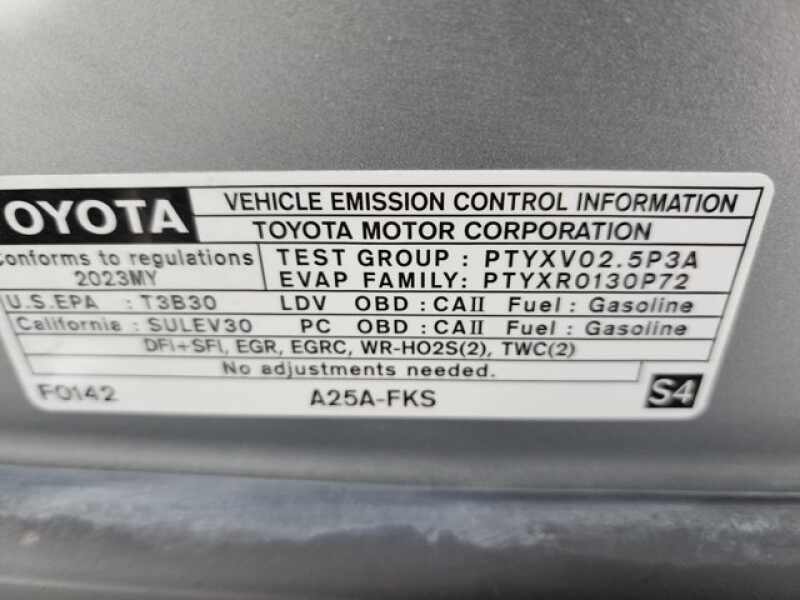 OYOTA
VEHICLE EMISSION CONTROL INFORMATION
TOYOTA MOTOR CORPORATION
Conforms to regulations
2023MY
TEST GROUP : PTYXV02.5P3A
EVAP FAMILY: PTYXR0130P72
U.S.EPA : T3B30 LDV OBD : CAII Fuel : Gasoline
California : SULEV30 PC OBD : CAII Fuel : Gasoline
DFI+SFI, EGR, EGRC, WR-HO2S(2), TWC(2)
No adjustments needed.
F0142 A25A-FKS S4